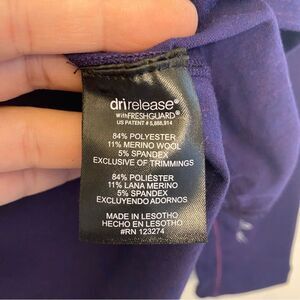 drirelease®
With FRESHGUARD®
US PATENT # 5,888,914
84% POLYESTER
11% MERINO WOOL
5% SPANDEX
EXCLUSIVE OF TRIMMINGS
84% POLIÉSTER
11% LANA MERINO
5% SPANDEX
EXCLUYENDO ADORNOS
MADE IN LESOTHO
HECHO EN LESOTHO
#RN 123274